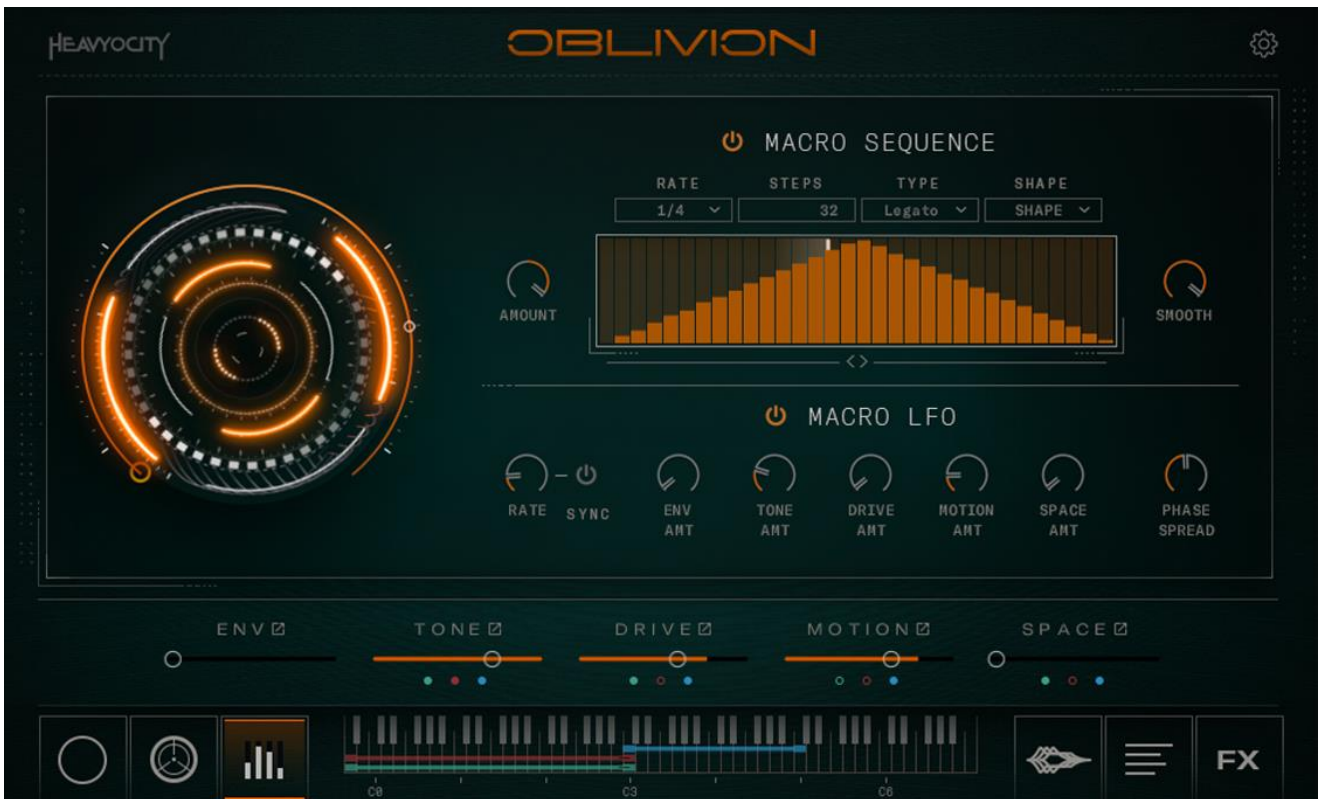 HEAVYOCITY
OBLIVION
MACRO SEQUENCE
RATE STEPS TYPE SHAPE
1/4 32 Legato SHAPE
AMOUNT
SMOOTH
MACRO LFO
RATE SYNC ENV AMT TONE AMT DRIVE AMT MOTION AMT SPACE AMT PHASE SPREAD
ENV TONE DRIVE MOTION SPACE
FX
C0 C3 C6